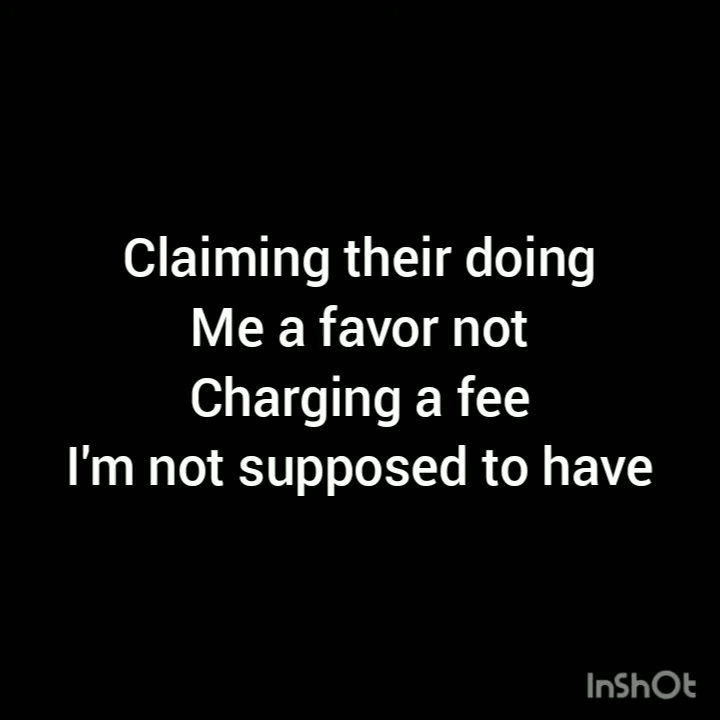 Claiming their doing
Me a favor not
Charging a fee
I'm not supposed to have
InShOt